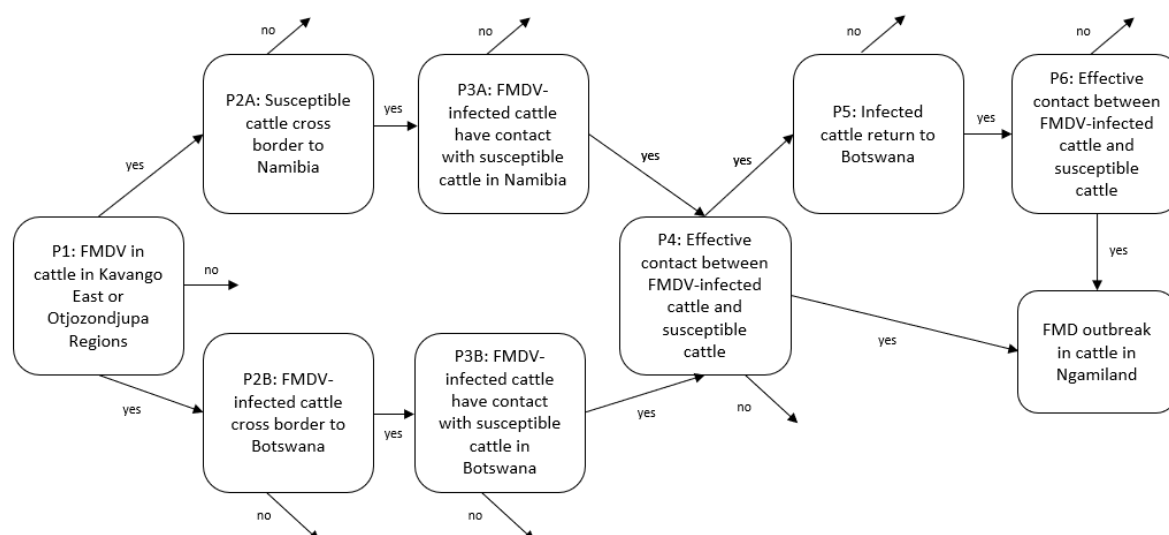 no
no
no
no
P2A: Susceptible
cattle cross
border to
Namibia
yes
P3A: FMDV-
infected cattle
have contact
with susceptible
cattle in Namibia
yes
yes
yes
P5: Infected
cattle return to
Botswana
yes
P6: Effective
contact between
FMDV-infected
cattle and
susceptible
cattle
P1: FMDV in
cattle in Kavango
East or
Otjozondjupa
Regions
no
P4: Effective
contact between
FMDV-infected
cattle and
susceptible
cattle
yes
yes
FMD outbreak
in cattle in
Ngamiland
yes
P2B: FMDV-
infected cattle
cross border to
Botswana
yes
P3B: FMDV-
infected cattle
have contact
with susceptible
cattle in
Botswana
yes
no
no
no